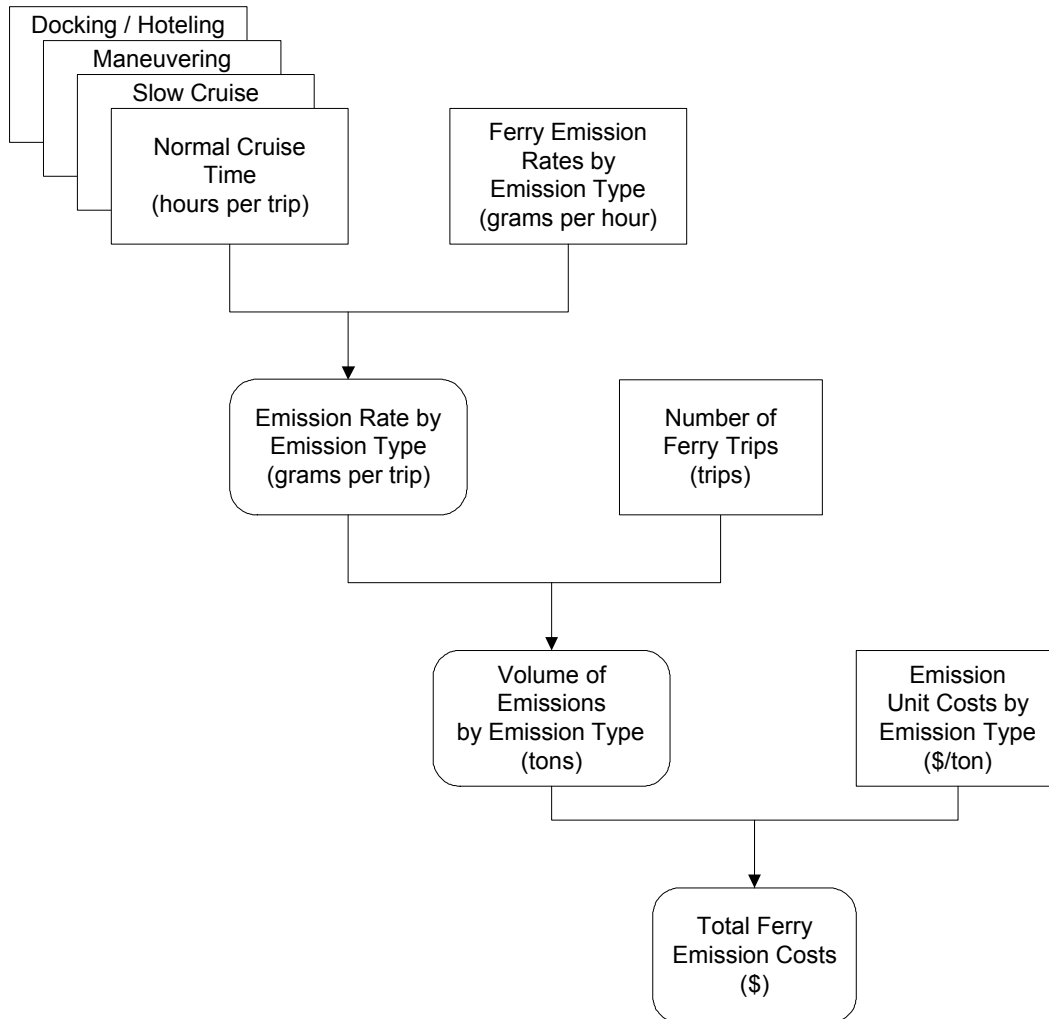 Docking / Hoteling
Maneuvering
Slow Cruise
Normal Cruise
Time
(hours per trip)
Ferry Emission
Rates by
Emission Type
(grams per hour)
Emission Rate by
Emission Type
(grams per trip)
Number of
Ferry Trips
(trips)
Volume of
Emissions
by Emission Type
(tons)
Emission
Unit Costs by
Emission Type
($/ton)
Total Ferry
Emission Costs
($)